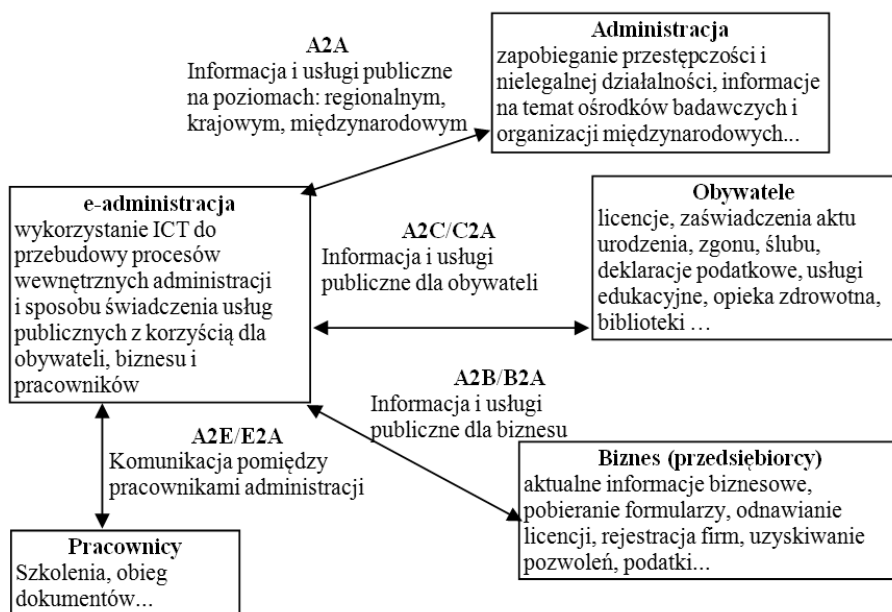 A2A
Informacja i usługi publiczne
na poziomach: regionalnym,
krajowym, międzynarodowym
Administracja
zapobieganie przestępczości i
nielegalnej działalności, informacje
na temat ośrodków badawczych i
organizacji międzynarodowych...
e-administracja
wykorzystanie ICT do
przebudowy procesów
wewnętrznych administracji
i sposobu świadczenia usług
publicznych z korzyścią dla
obywateli, biznesu i
pracowników
A2C/C2A
Informacja i usługi
publiczne dla obywateli
Obywatele
licencje, zaświadczenia aktu
urodzenia, zgonu, ślubu,
deklaracje podatkowe, usługi
edukacyjne, opieka zdrowotna,
biblioteki ...
A2B/B2A
Informacja i usługi
publiczne dla biznesu
A2E/E2A
Komunikacja pomiędzy
pracownikami administracji
Biznes (przedsiębiorcy)
aktualne informacje biznesowe,
pobieranie formularzy, odnawianie
licencji, rejestracja firm, uzyskiwanie
pozwoleń, podatki...
Pracownicy
Szkolenia, obieg
dokumentów...